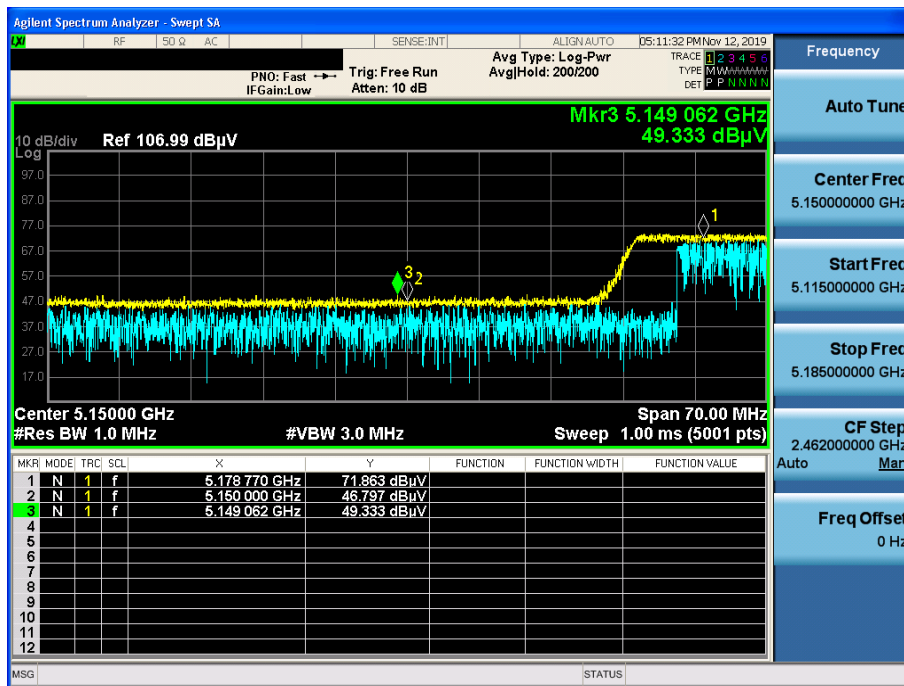 Agilent Spectrum Analyzer - Swept SA
LXI RF 50 Ω AC SENSE:INT ALIGN AUTO 05:11:32 PM Nov 12, 2019
PNO: Fast
IFGain:Low
Trig: Free Run
Atten: 10 dB
Avg Type: Log-Pwr
Avg|Hold: 200/200
TRACE 1 2 3 4 5 6
TYPE MWWWWW
DET P P N N N N
Mkr3 5.149 062 GHz
49.333 dBµV
10 dB/div Ref 106.99 dBµV
Log
97.0
87.0
77.0
67.0
57.0
47.0
37.0
27.0
17.0
1
3
2
Center 5.15000 GHz Span 70.00 MHz
#Res BW 1.0 MHz #VBW 3.0 MHz Sweep 1.00 ms (5001 pts)
MKR MODE TRC SCL X Y FUNCTION FUNCTION WIDTH FUNCTION VALUE
1 N 1 f 5.178 770 GHz 71.863 dBµV
2 N 1 f 5.150 000 GHz 46.797 dBµV
3 N 1 f 5.149 062 GHz 49.333 dBµV
4
5
6
7
8
9
10
11
12
MSG STATUS
Frequency
Auto Tune
Center Freq
5.150000000 GHz
Start Freq
5.115000000 GHz
Stop Freq
5.185000000 GHz
CF Step
2.462000000 GHz
Auto Man
Freq Offset
0 Hz